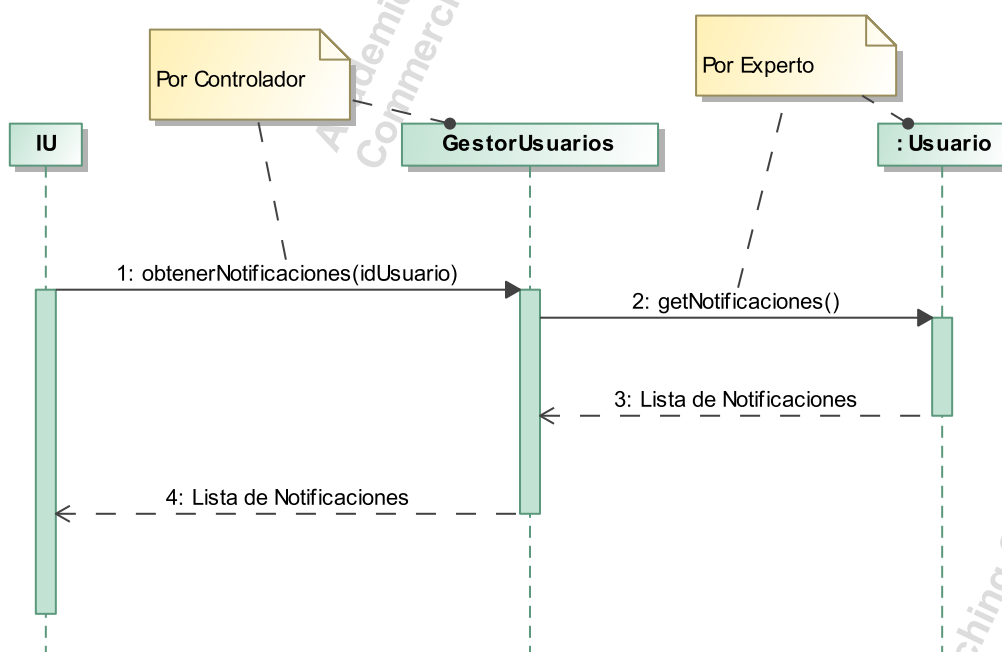 Por Controlador
Por Experto
IU
GestorUsuarios
: Usuario
1: obtenerNotificaciones(idUsuario)
2: getNotificaciones()
3: Lista de Notificaciones
4: Lista de Notificaciones